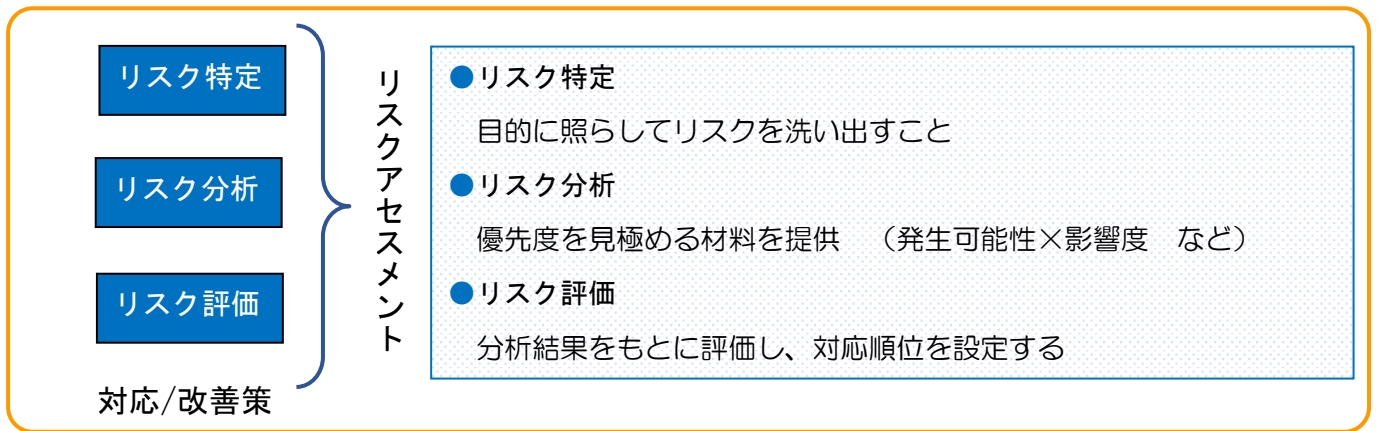 リスク特定
リスク分析
リスク評価
対応/改善策
リスクアセスメント
●リスク特定
目的に照らしてリスクを洗い出すこと
●リスク分析
優先度を見極める材料を提供　（発生可能性×影響度　など）
●リスク評価
分析結果をもとに評価し、対応順位を設定する